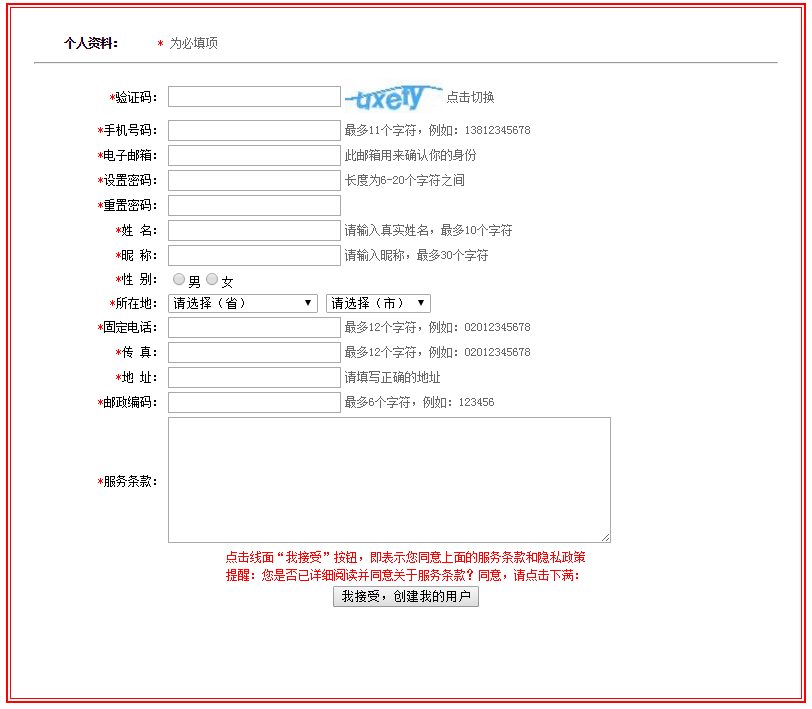 个人资料： * 为必填项
*验证码： uxety 点击切换
*手机号码： 最多11个字符，例如：13812345678
*电子邮箱： 此邮箱用来确认你的身份
*设置密码： 长度为6-20个字符之间
*重置密码：
*姓 名： 请输入真实姓名，最多10个字符
*昵 称： 请输入昵称，最多30个字符
*性 别： 男 女
*所在地： 请选择（省） 请选择（市）
*固定电话： 最多12个字符，例如：02012345678
*传 真： 最多12个字符，例如：02012345678
*地 址： 请填写正确的地址
*邮政编码： 最多6个字符，例如：123456
*服务条款：
点击线面“我接受”按钮，即表示您同意上面的服务条款和隐私政策
提醒：您是否已详细阅读并同意关于服务条款？同意，请点击下满：
我接受，创建我的用户